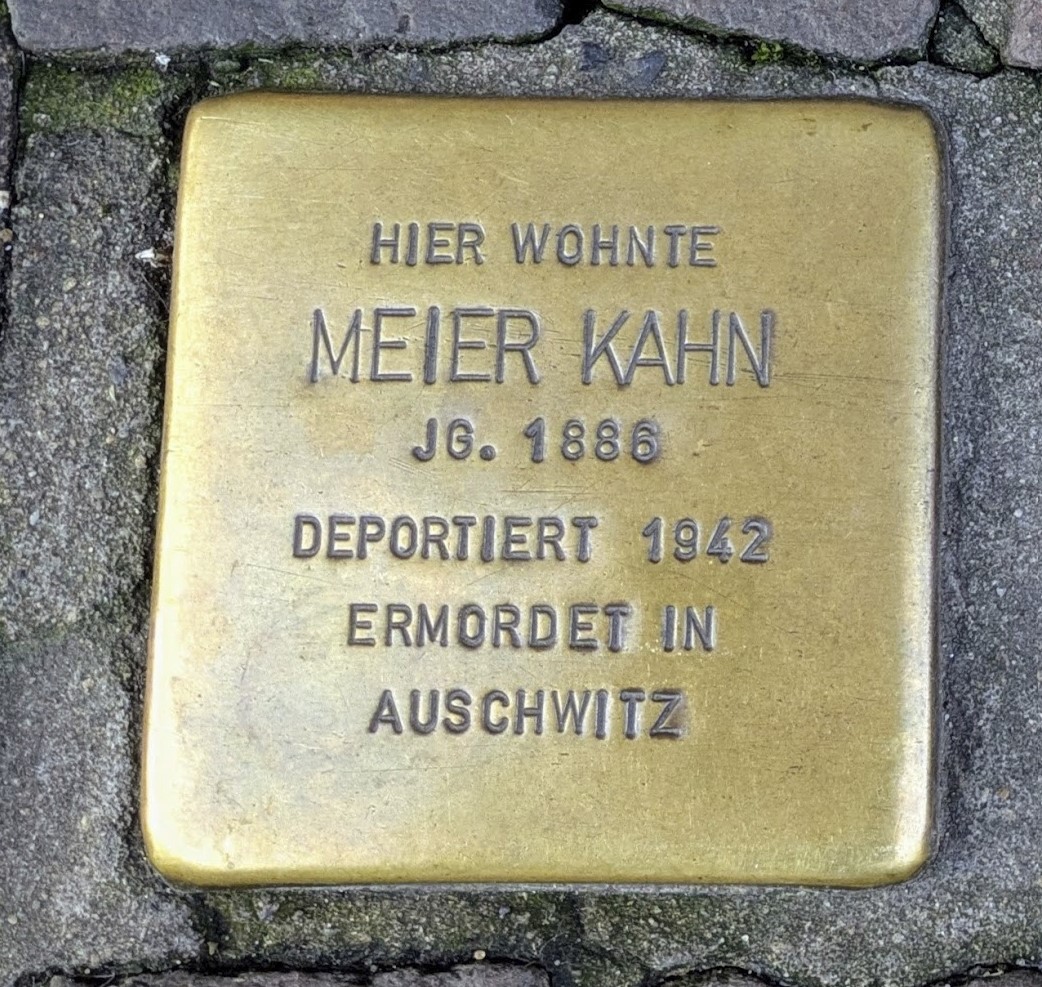 HIER WOHNTE
MEIER KAHN
JG. 1886
DEPORTIERT 1942
ERMORDET IN
AUSCHWITZ